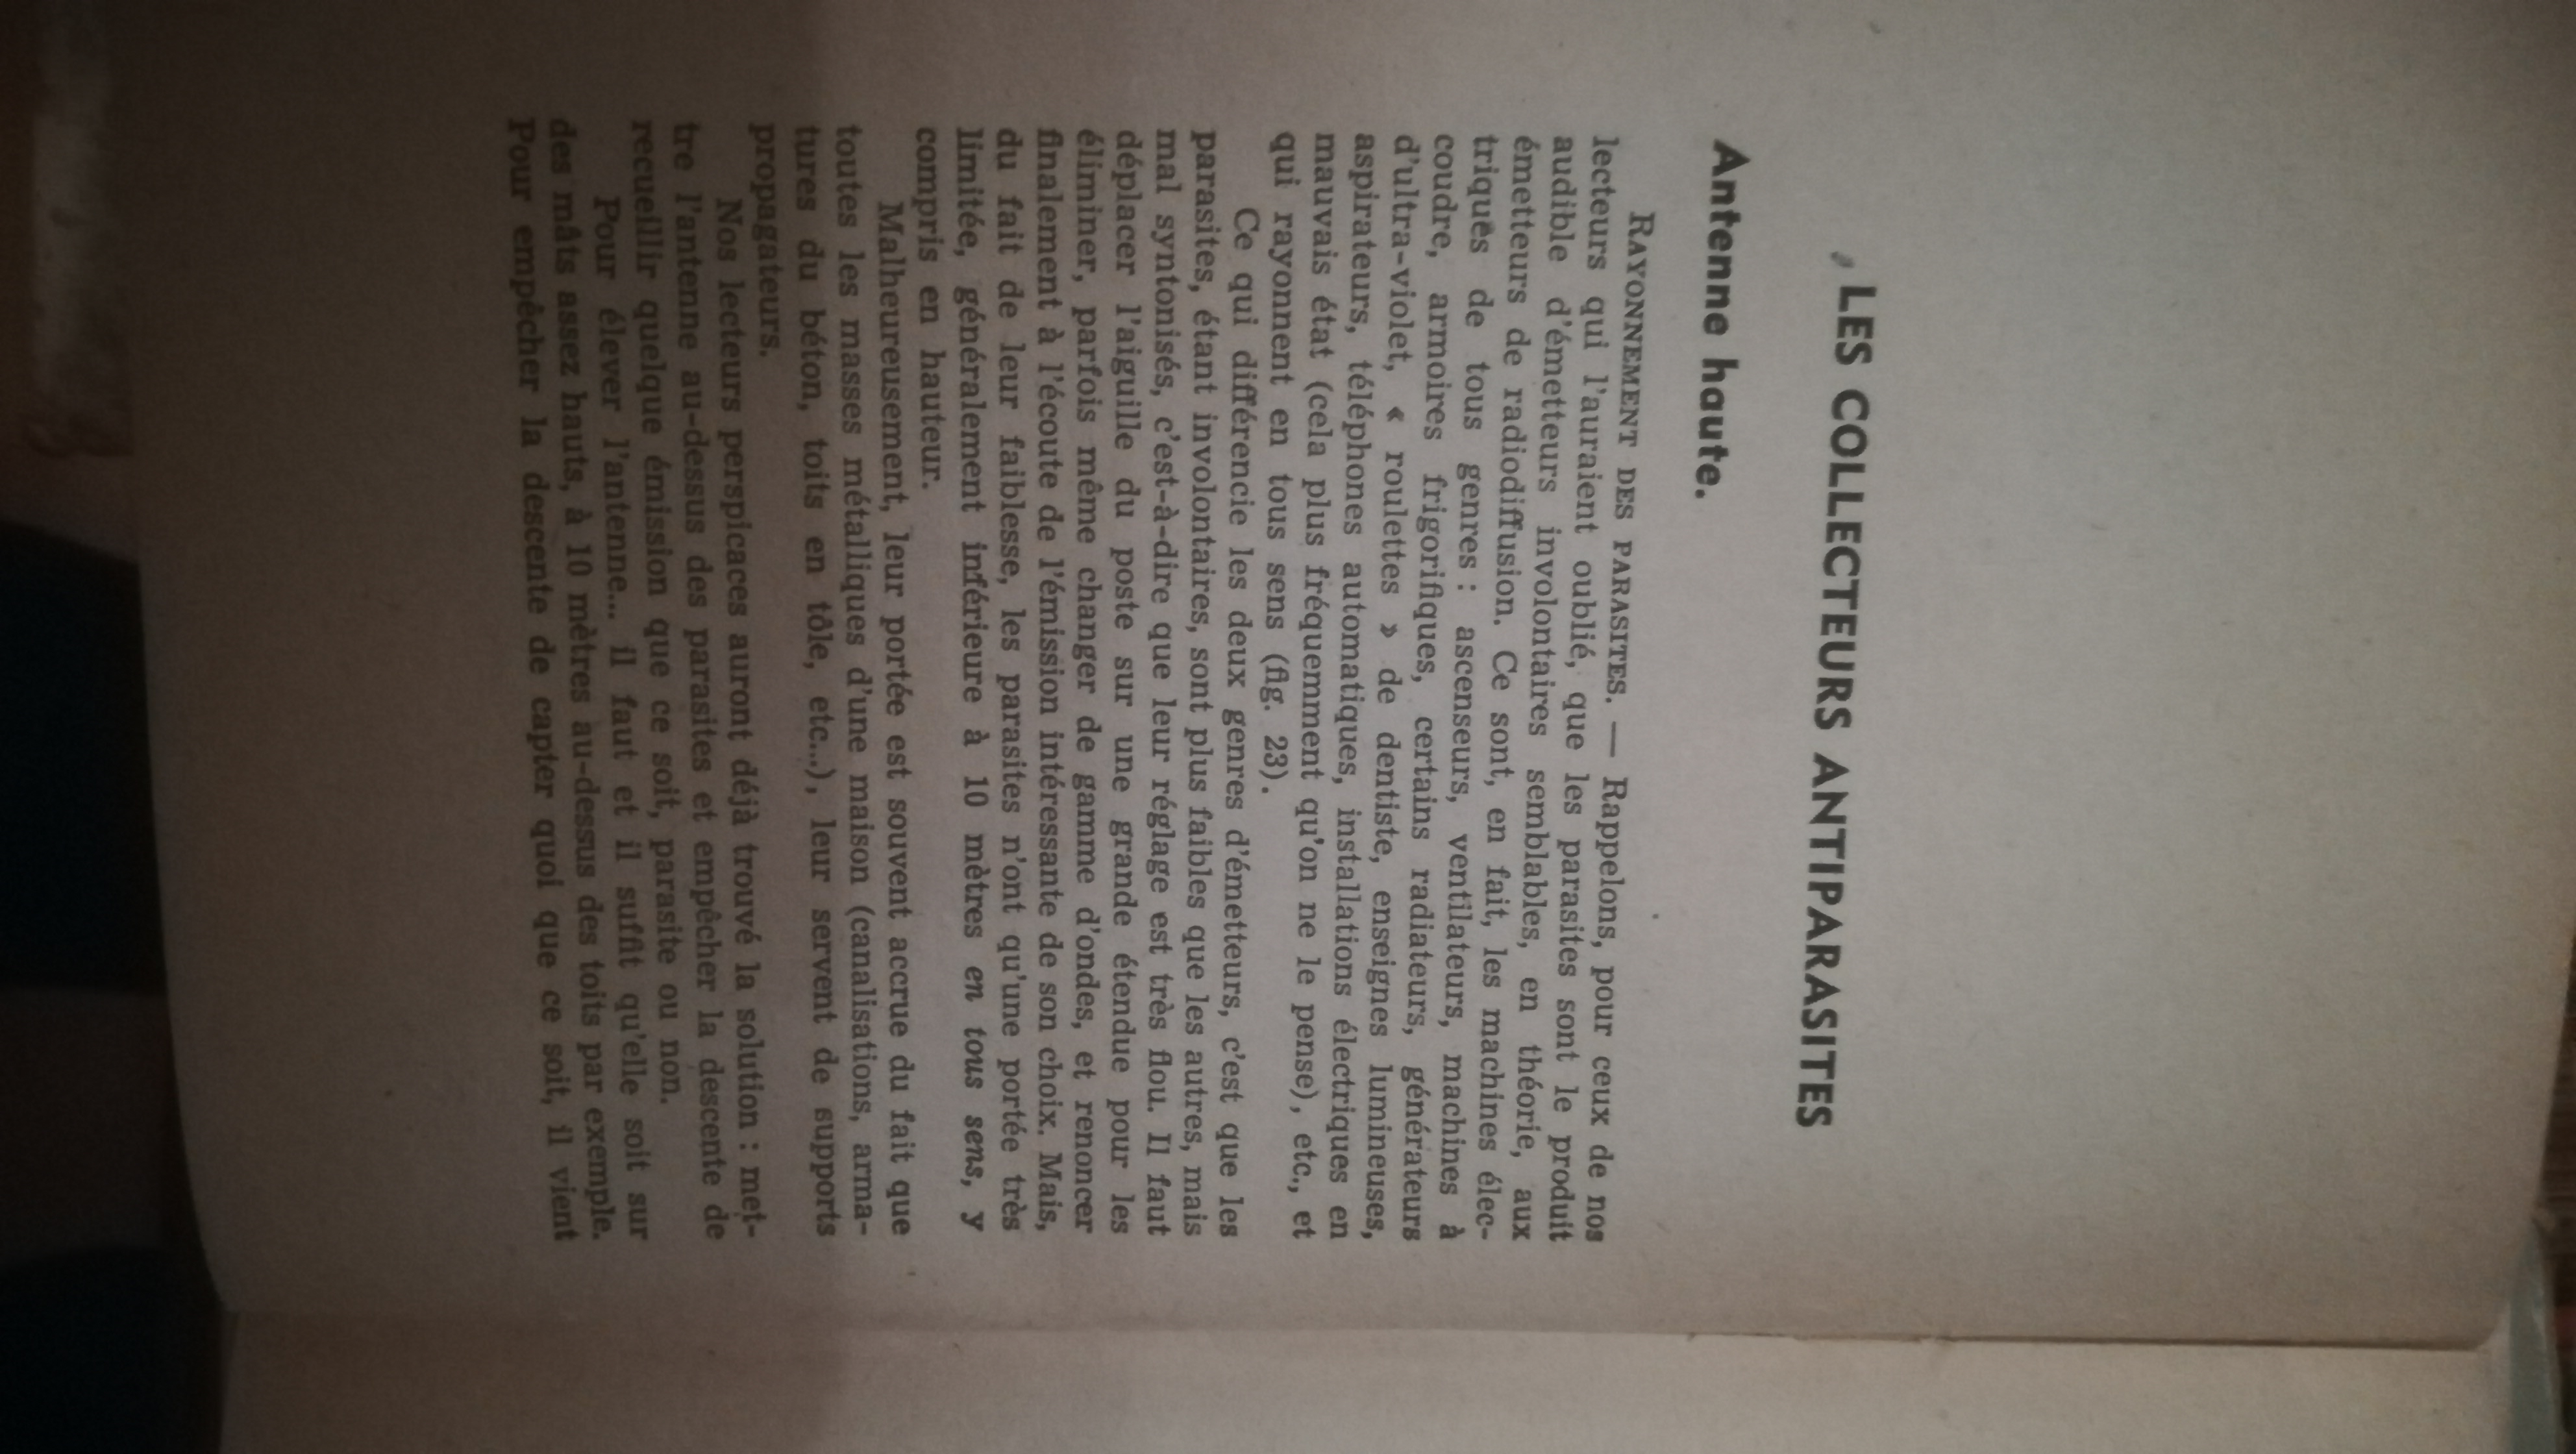 LES COLLECTEURS ANTIPARASITES
Antenne haute.
RAYONNEMENT DES PARASITES. — Rappelons, pour ceux de nos
lecteurs qui l'auraient oublié, que les parasites sont le produit
audible d'émetteurs involontaires semblables, en théorie, aux
émetteurs de radiodiffusion. Ce sont, en fait, les machines élec-
triques de tous genres : ascenseurs, ventilateurs, machines à
coudre, armoires frigorifiques, certains radiateurs, générateurs
d'ultra-violet, « roulettes » de dentiste, enseignes lumineuses,
aspirateurs, téléphones automatiques, installations électriques en
mauvais état (cela plus fréquemment qu'on ne le pense), etc., et
qui rayonnent en tous sens (fig. 23).
Ce qui différencie les deux genres d'émetteurs, c'est que les
parasites, étant involontaires, sont plus faibles que les autres, mais
mal syntonisés, c'est-à-dire que leur réglage est très flou. Il faut
déplacer l'aiguille du poste sur une grande étendue pour les
éliminer, parfois même changer de gamme d'ondes, et renoncer
finalement à l'écoute de l'émission intéressante de son choix. Mais,
du fait de leur faiblesse, les parasites n'ont qu'une portée très
limitée, généralement inférieure à 10 mètres en tous sens, y
compris en hauteur.
Malheureusement, leur portée est souvent accrue du fait que
toutes les masses métalliques d'une maison (canalisations, arma-
tures du béton, toits en tôle, etc...), leur servent de supports
propagateurs.
Nos lecteurs perspicaces auront déjà trouvé la solution : met-
tre l'antenne au-dessus des parasites et empêcher la descente de
recueillir quelque émission que ce soit, parasite ou non.
Pour élever l'antenne... il faut et il suffit qu'elle soit sur
des mâts assez hauts, à 10 mètres au-dessus des toits par exemple.
Pour empêcher la descente de capter quoi que ce soit, il vient